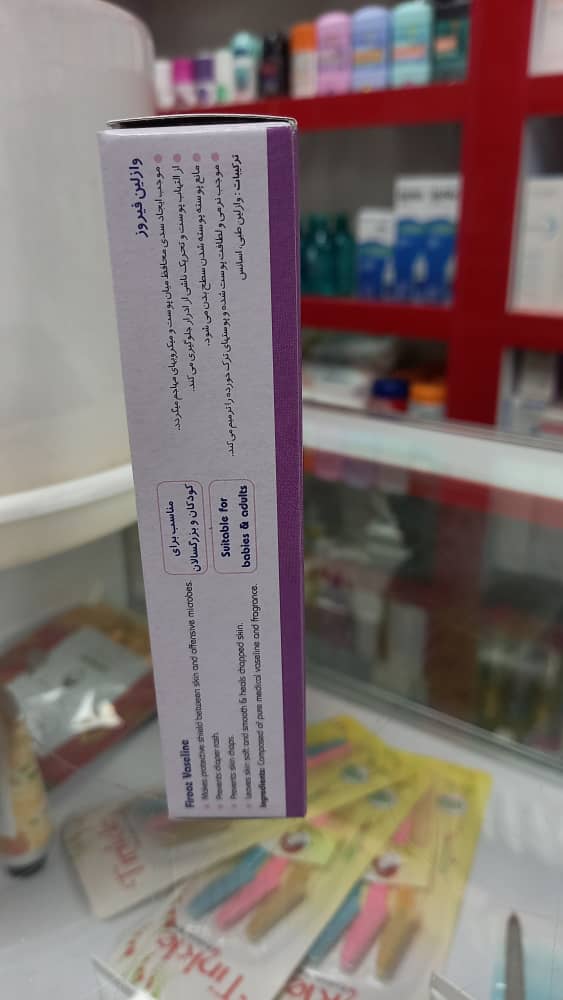 وازلین فیروز
موجب ایجاد سدی محافظ میان پوست و میکروبهای مهاجم میگردد.
از التهاب پوست و تحریک ناشی از ادرار جلوگیری می کند.
مانع پوسته پوسته شدن سطح بدن می شود.
موجب نرمی و لطافت پوست شده و پوستهای ترک خورده را ترمیم می کند.
ترکیبات : وازلین طبی، اسانس
مناسب برای
کودکان و بزرگسالان
Suitable for
babies & adults
Firooz Vaseline
Makes protective shield between skin and offensive microbes.
Prevents diaper rash.
Prevents skin chaps.
Leaves skin soft and smooth & heals chapped skin.
Ingredients: Composed of pure medical vaseline and fragrance.
Tinkle
Tinkle